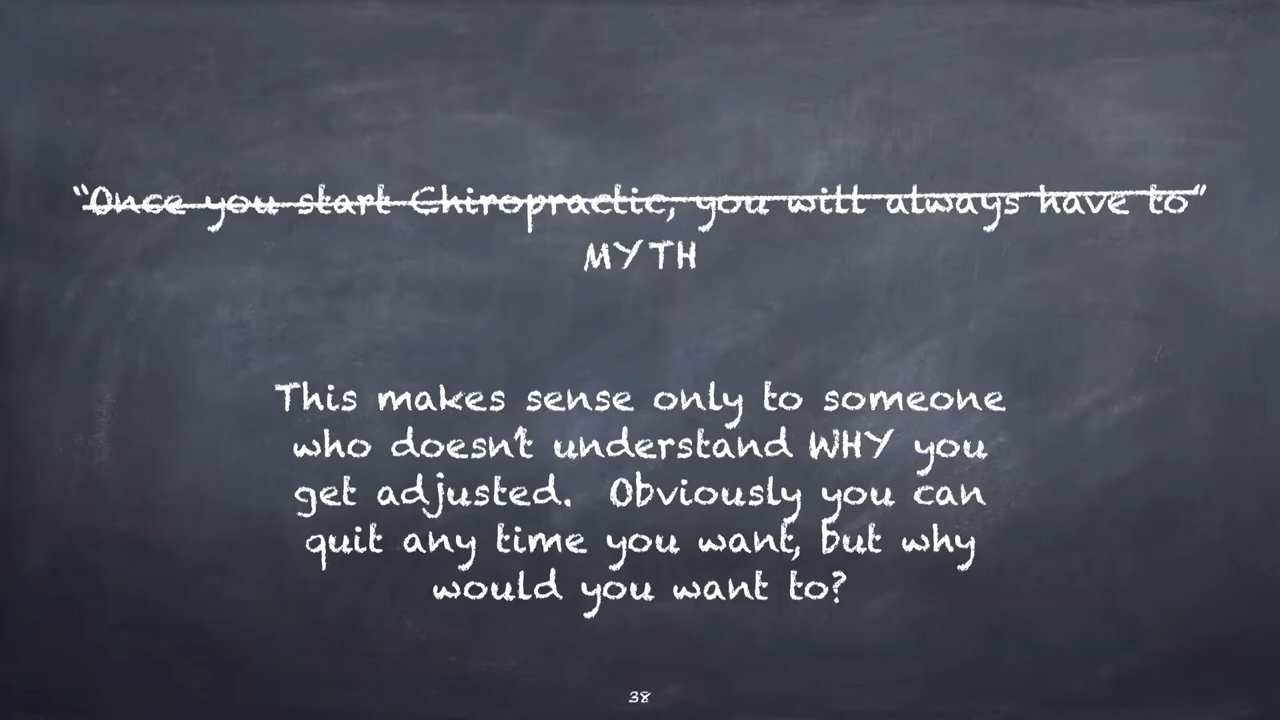 “Once you start Chiropractic, you will always have to”
MYTH
This makes sense only to someone
who doesn't understand WHY you
get adjusted.  Obviously you can
quit any time you want, but why
would you want to?
38